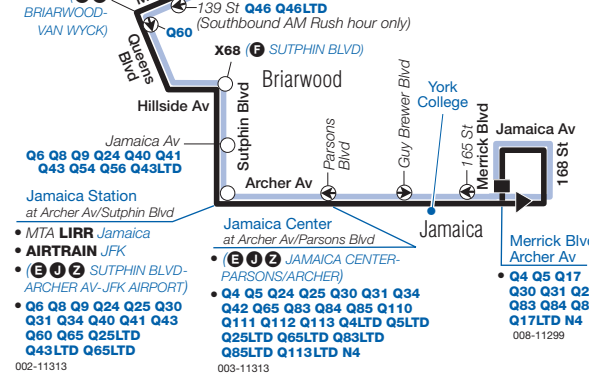 BRIARWOOD-
VAN WYCK)
139 St Q46 Q46LTD
(Southbound AM Rush hour only)
Q60
Queens
Blvd
X68 (F SUTPHIN BLVD)
Briarwood
Hillside Av
Sutphin Blvd
Jamaica Av
Q6 Q8 Q9 Q24 Q40 Q41
Q43 Q54 Q56 Q43LTD
Archer Av
Parsons
Blvd
Guy Brewer Blvd
York
College
165 St
Merrick Blvd
Jamaica Av
168 St
Jamaica
Jamaica Station
at Archer Av/Sutphin Blvd
• MTA LIRR Jamaica
• AIRTRAIN JFK
• (E J Z SUTPHIN BLVD-
ARCHER AV-JFK AIRPORT)
• Q6 Q8 Q9 Q24 Q25 Q30
Q31 Q34 Q40 Q41 Q43
Q60 Q65 Q25LTD
Q43LTD Q65LTD
002-11313
Jamaica Center
at Archer Av/Parsons Blvd
• (E J Z JAMAICA CENTER-
PARSONS/ARCHER)
• Q4 Q5 Q24 Q25 Q30 Q31 Q34
Q42 Q65 Q83 Q84 Q85 Q110
Q111 Q112 Q113 Q4LTD Q5LTD
Q25LTD Q65LTD Q83LTD
Q85LTD Q113LTD N4
003-11313
Merrick Blv
Archer Av
• Q4 Q5 Q17
Q30 Q31 Q
Q83 Q84 Q8
Q17LTD N4
008-11299